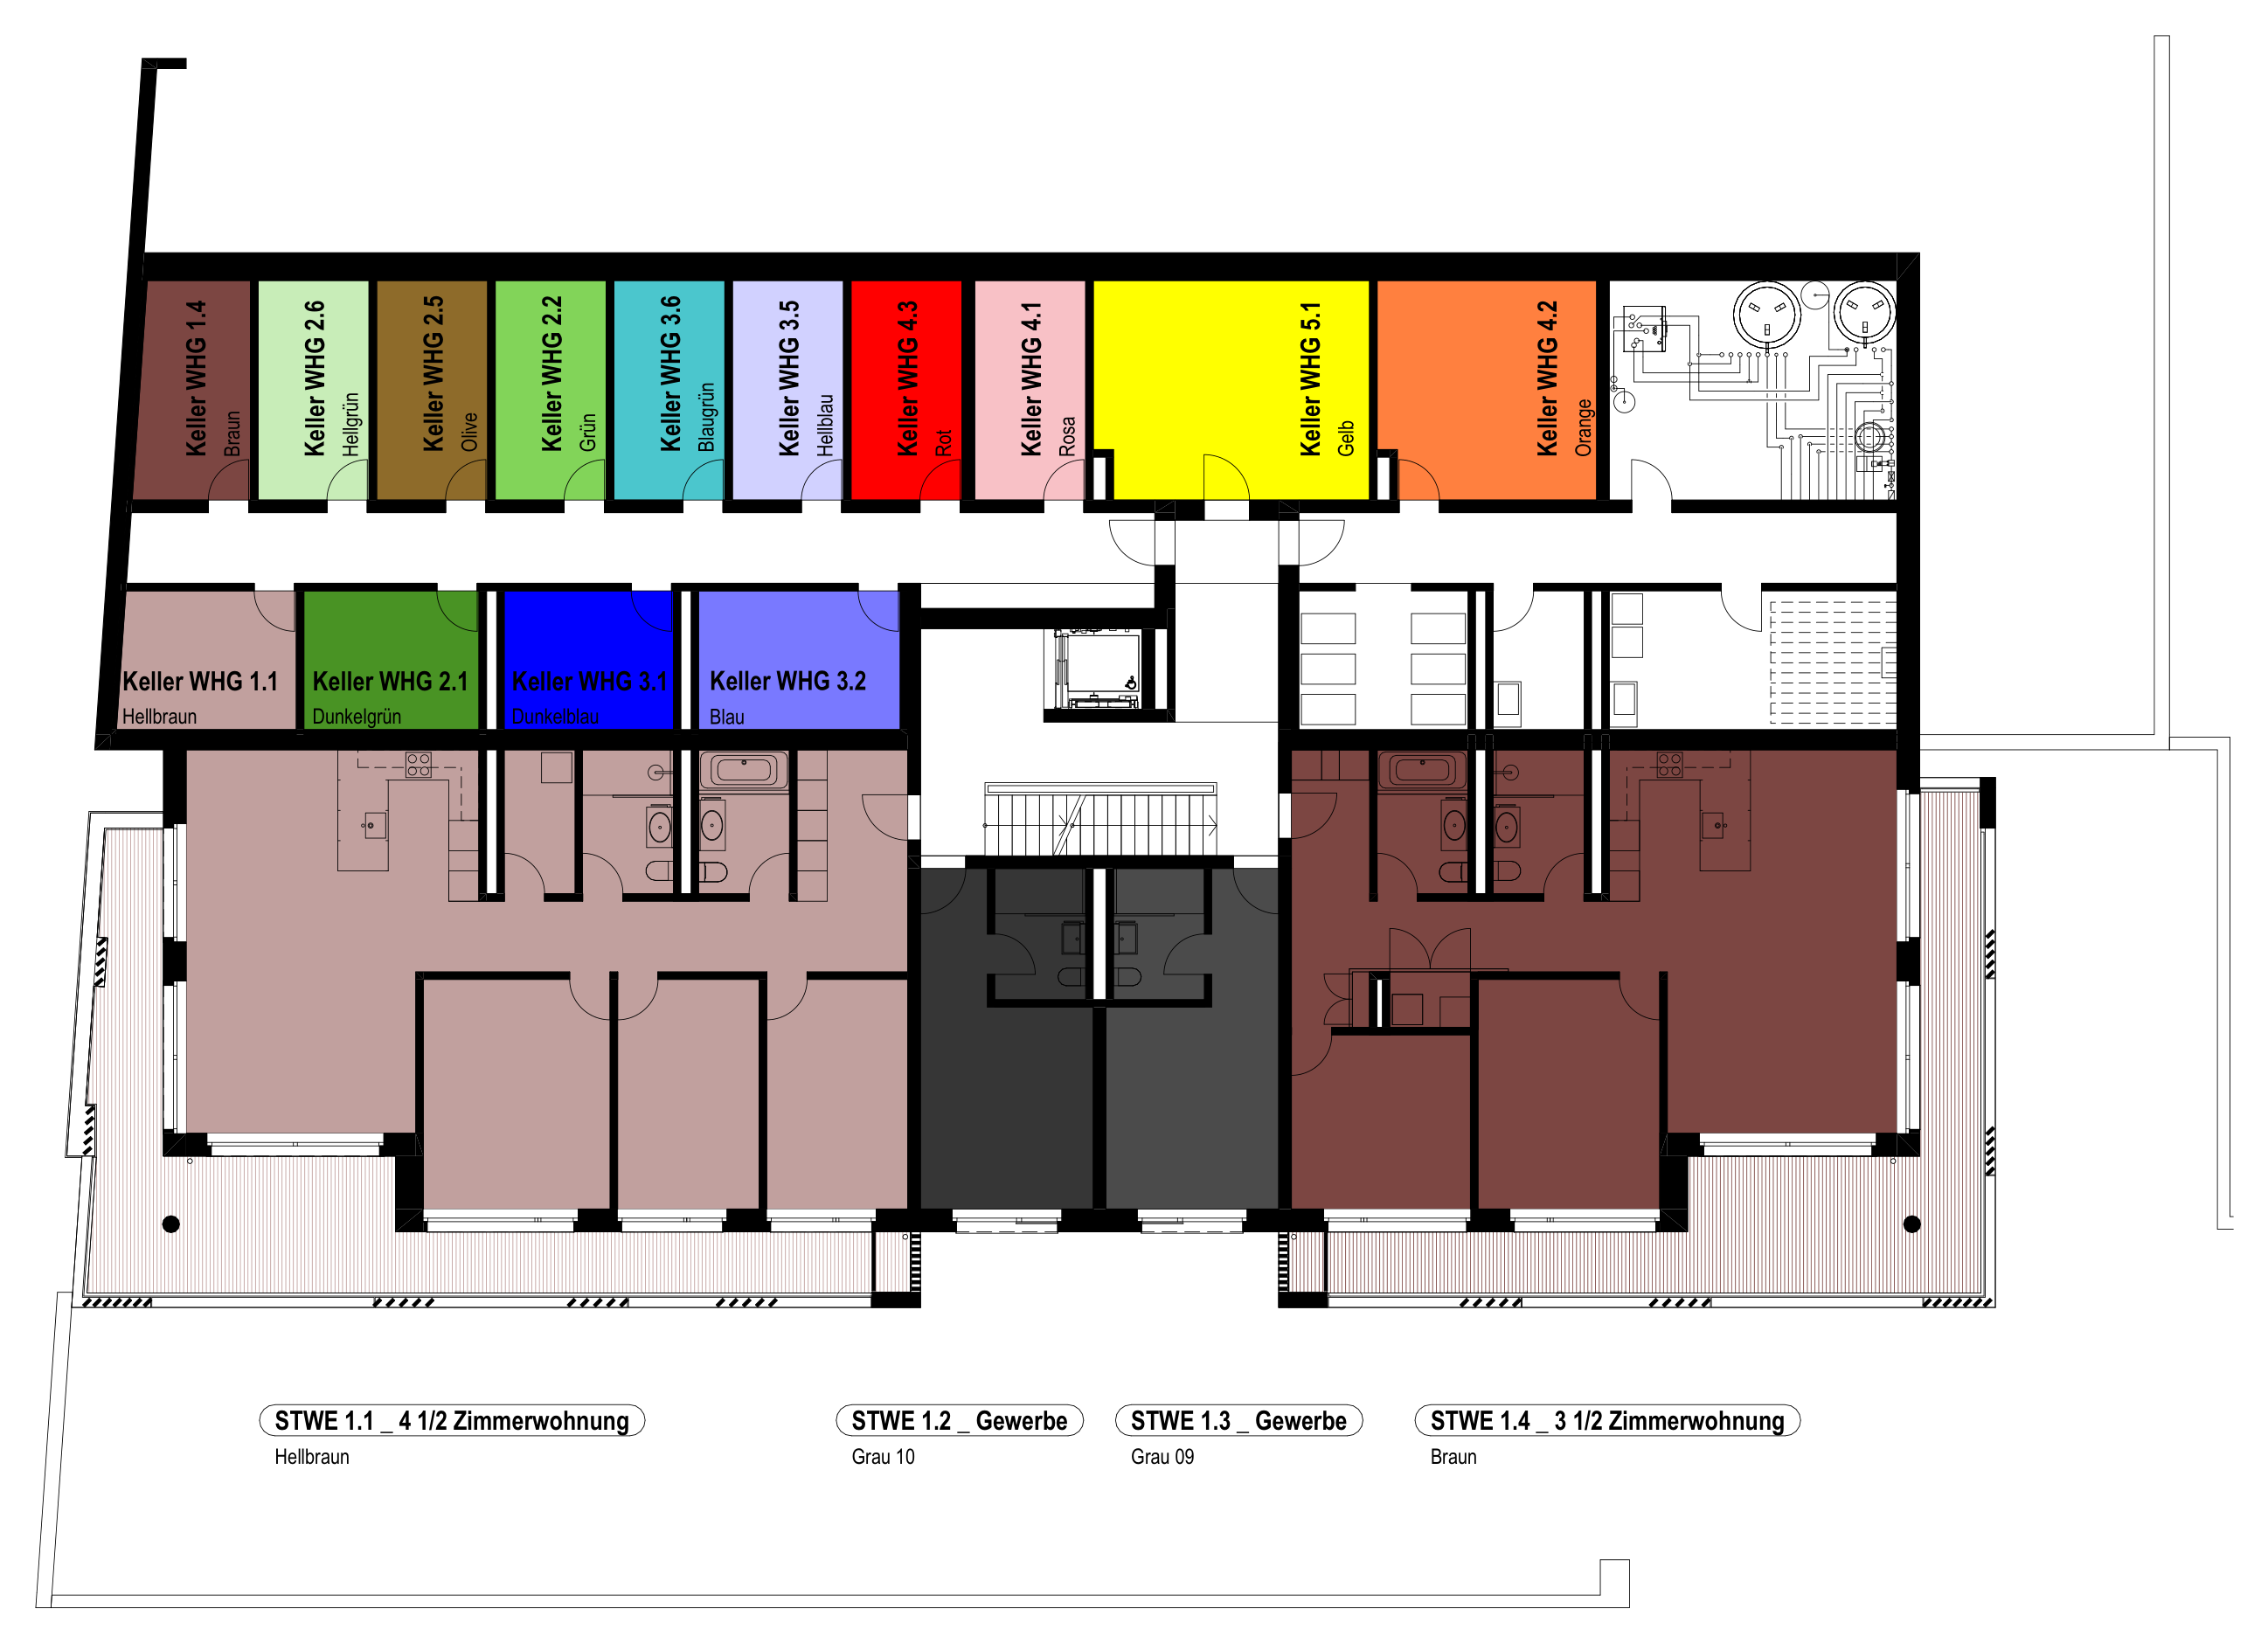 Keller WHG 1.4
Braun
Keller WHG 2.6
Hellgrün
Keller WHG 2.5
Olive
Keller WHG 2.2
Grün
Keller WHG 3.6
Blaugrün
Keller WHG 3.5
Hellblau
Keller WHG 4.3
Rot
Keller WHG 4.1
Rosa
Keller WHG 5.1
Gelb
Keller WHG 4.2
Orange
Keller WHG 1.1
Hellbraun
Keller WHG 2.1
Dunkelgrün
Keller WHG 3.1
Dunkelblau
Keller WHG 3.2
Blau
STWE 1.1 _ 4 1/2 Zimmerwohnung
Hellbraun
STWE 1.2 _ Gewerbe
Grau 10
STWE 1.3 _ Gewerbe
Grau 09
STWE 1.4 _ 3 1/2 Zimmerwohnung
Braun